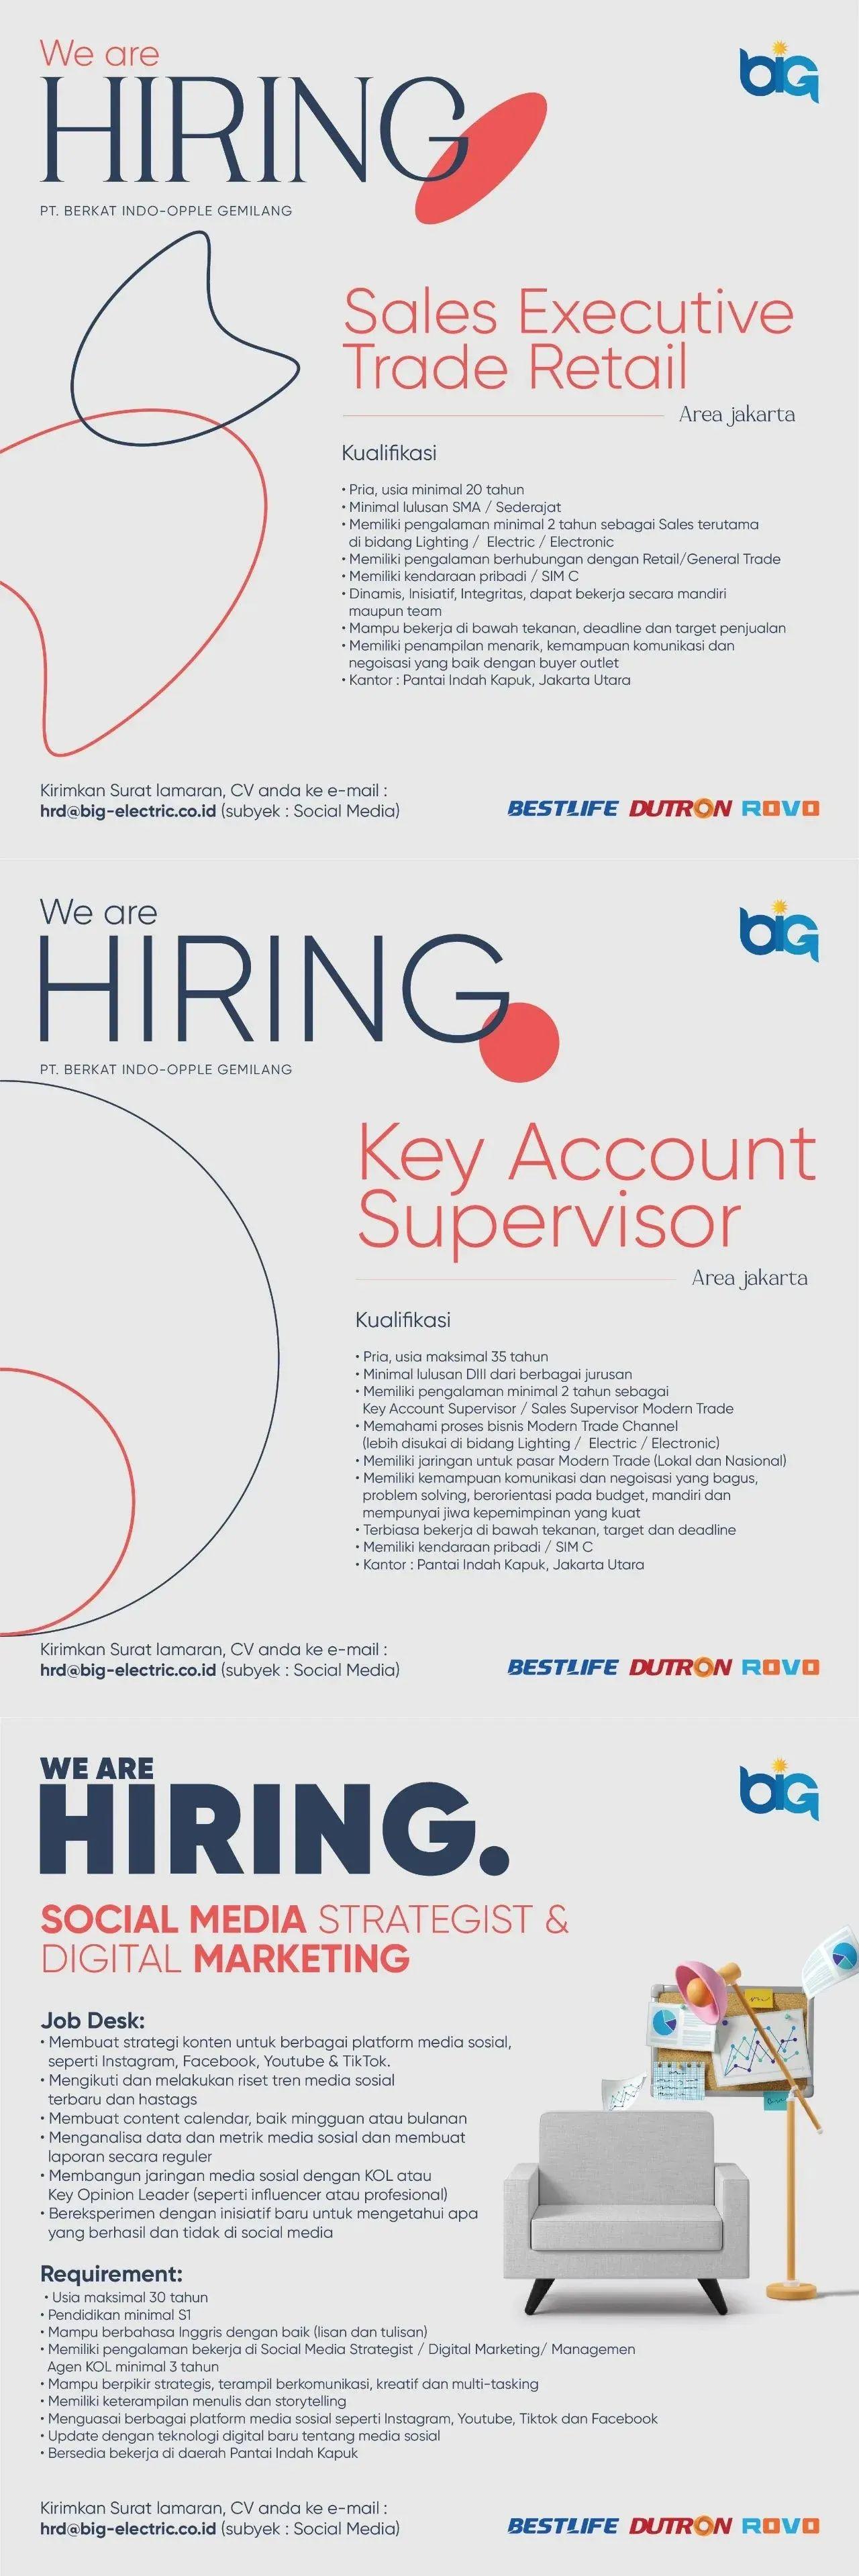 We are
HIRING
biG
PT. BERKAT INDO-OPPLE GEMILANG
Sales Executive
Trade Retail
Area jakarta
Kualifikasi
• Pria, usia minimal 20 tahun
• Minimal lulusan SMA / Sederajat
• Memiliki pengalaman minimal 2 tahun sebagai Sales terutama
di bidang Lighting / Electric / Electronic
• Memiliki pengalaman berhubungan dengan Retail/General Trade
• Memiliki kendaraan pribadi / SIM C
• Dinamis, Inisiatif, Integritas, dapat bekerja secara mandiri
maupun team
• Mampu bekerja di bawah tekanan, deadline dan target penjualan
• Memiliki penampilan menarik, kemampuan komunikasi dan
negoisasi yang baik dengan buyer outlet
• Kantor : Pantai Indah Kapuk, Jakarta Utara
Kirimkan Surat lamaran, CV anda ke e-mail :
hrd@big-electric.co.id (subyek : Social Media)
BESTLIFE DUTRON ROVO
We are
HIRING
biG
PT. BERKAT INDO-OPPLE GEMILANG
Key Account
Supervisor
Area jakarta
Kualifikasi
• Pria, usia maksimal 35 tahun
• Minimal lulusan DIII dari berbagai jurusan
• Memiliki pengalaman minimal 2 tahun sebagai
Key Account Supervisor / Sales Supervisor Modern Trade
• Memahami proses bisnis Modern Trade Channel
(lebih disukai di bidang Lighting / Electric / Electronic)
• Memiliki jaringan untuk pasar Modern Trade (Lokal dan Nasional)
• Memiliki kemampuan komunikasi dan negoisasi yang bagus,
problem solving, berorientasi pada budget, mandiri dan
mempunyai jiwa kepemimpinan yang kuat
• Terbiasa bekerja di bawah tekanan, target dan deadline
• Memiliki kendaraan pribadi / SIM C
• Kantor : Pantai Indah Kapuk, Jakarta Utara
Kirimkan Surat lamaran, CV anda ke e-mail :
hrd@big-electric.co.id (subyek : Social Media)
BESTLIFE DUTRON ROVO
WE ARE
HIRING.
biG
SOCIAL MEDIA STRATEGIST &
DIGITAL MARKETING
Job Desk:
• Membuat strategi konten untuk berbagai platform media sosial,
seperti Instagram, Facebook, Youtube & TikTok.
• Mengikuti dan melakukan riset tren media sosial
terbaru dan hastags
• Membuat content calendar, baik mingguan atau bulanan
• Menganalisa data dan metrik media sosial dan membuat
laporan secara reguler
• Membangun jaringan media sosial dengan KOL atau
Key Opinion Leader (seperti influencer atau profesional)
• Bereksperimen dengan inisiatif baru untuk mengetahui apa
yang berhasil dan tidak di social media
Requirement:
• Usia maksimal 30 tahun
• Pendidikan minimal S1
• Mampu berbahasa Inggris dengan baik (lisan dan tulisan)
• Memiliki pengalaman bekerja di Social Media Strategist / Digital Marketing/ Managemen
Agen KOL minimal 3 tahun
• Mampu berpikir strategis, terampil berkomunikasi, kreatif dan multi-tasking
• Memiliki keterampilan menulis dan storytelling
• Menguasai berbagai platform media sosial seperti Instagram, Youtube, Tiktok dan Facebook
• Update dengan teknologi digital baru tentang media sosial
• Bersedia bekerja di daerah Pantai Indah Kapuk
Kirimkan Surat lamaran, CV anda ke e-mail :
hrd@big-electric.co.id (subyek : Social Media)
BESTLIFE DUTRON ROVO